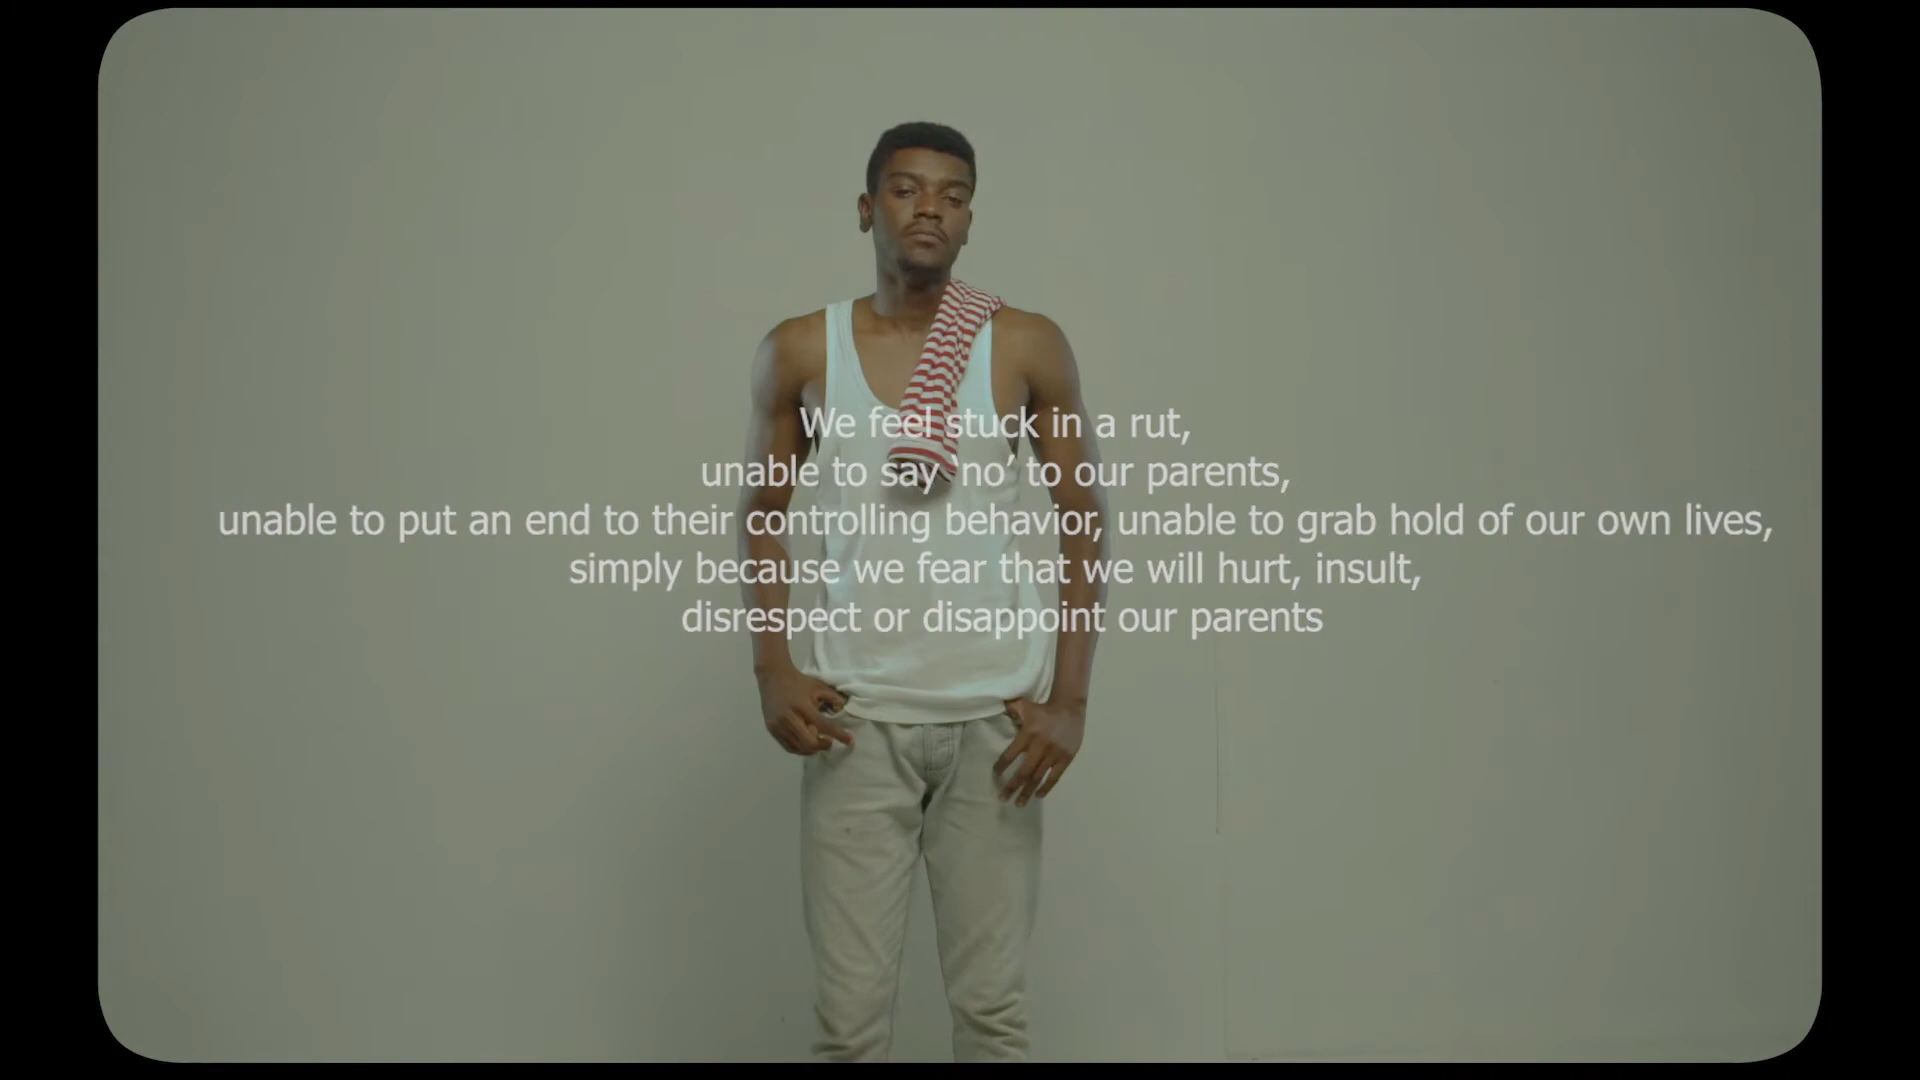 We feel stuck in a rut,
unable to say ‘no’ to our parents,
unable to put an end to their controlling behavior, unable to grab hold of our own lives,
simply because we fear that we will hurt, insult,
disrespect or disappoint our parents